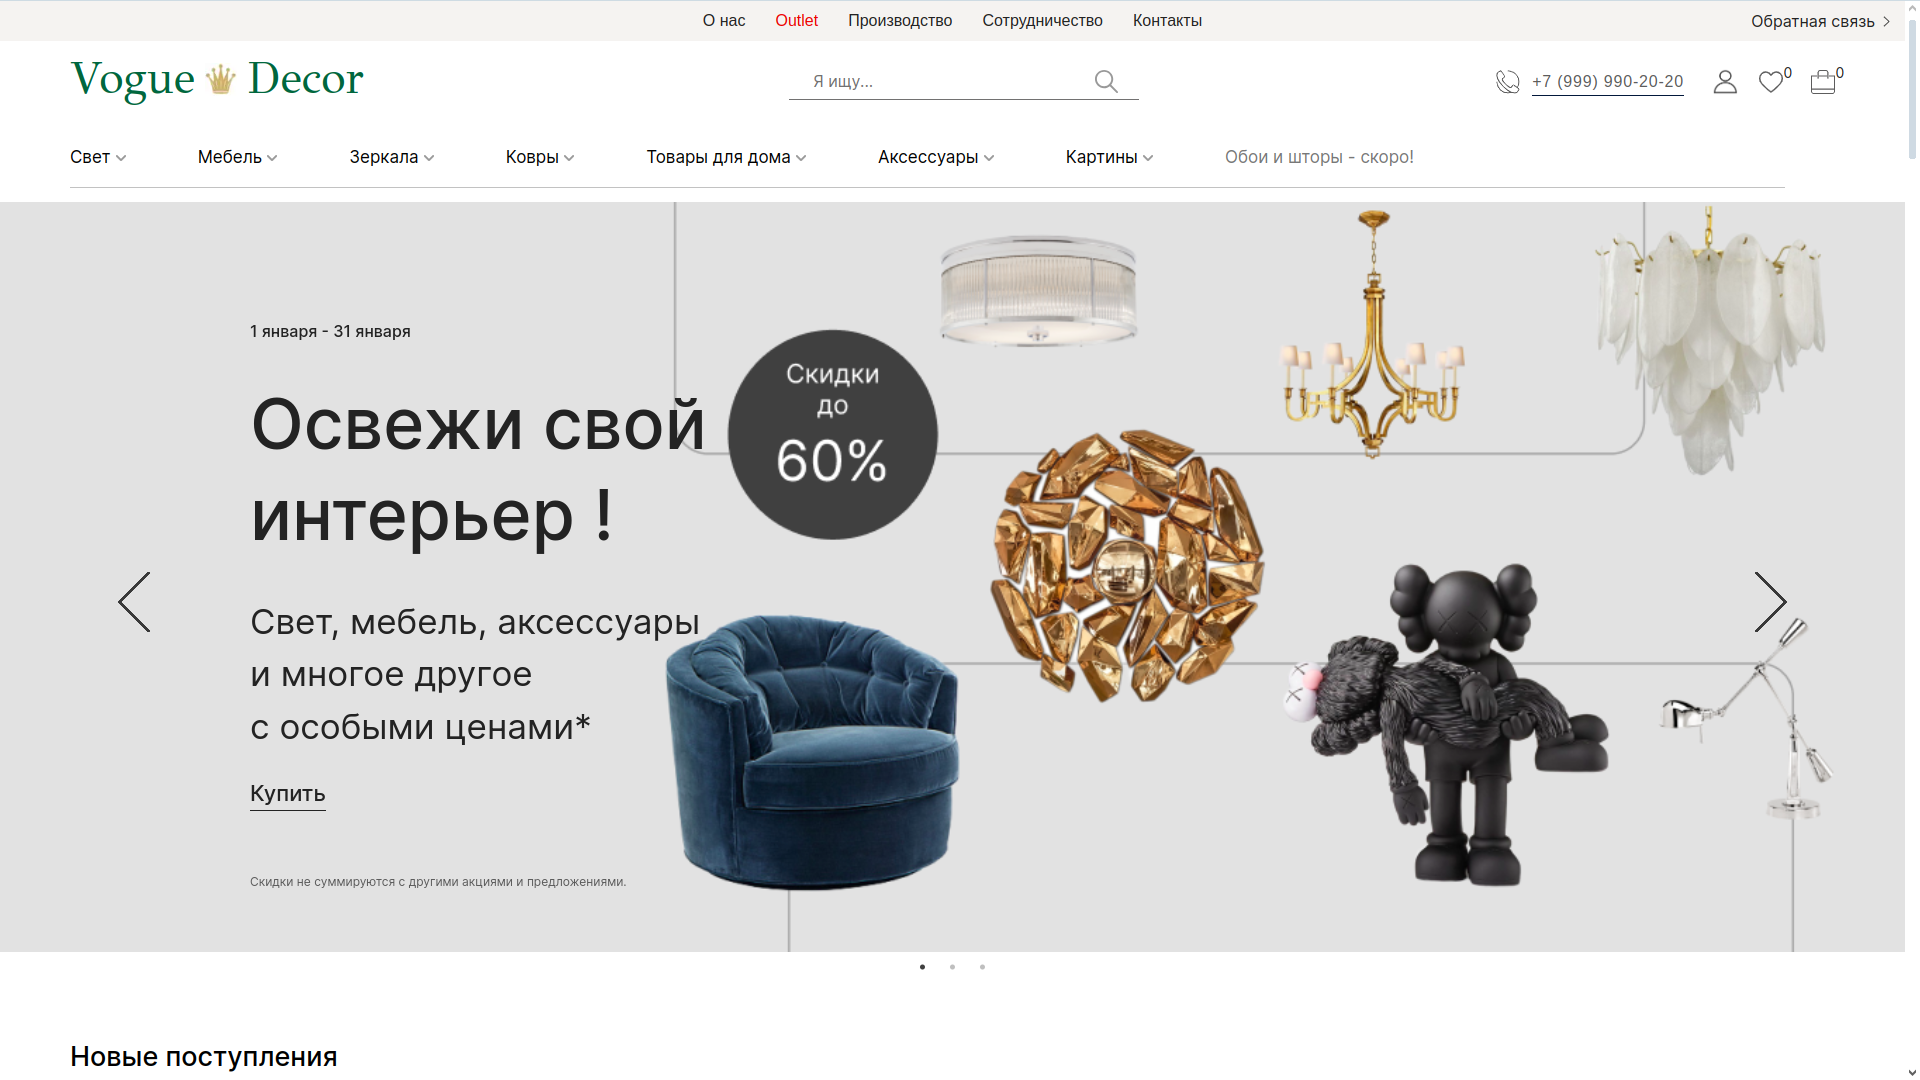 О нас Outlet Производство Сотрудничество Контакты Обратная связь
Vogue Decor
Я ищу...
+7 (999) 990-20-20
0
0
Свет Мебель Зеркала Ковры Товары для дома Аксессуары Картины Обои и шторы - скоро!
1 января - 31 января
Освежи свой
интерьер !
Скидки
до
60%
Свет, мебель, аксессуары
и многое другое
с особыми ценами*
Купить
Скидки не суммируются с другими акциями и предложениями.
Новые поступления